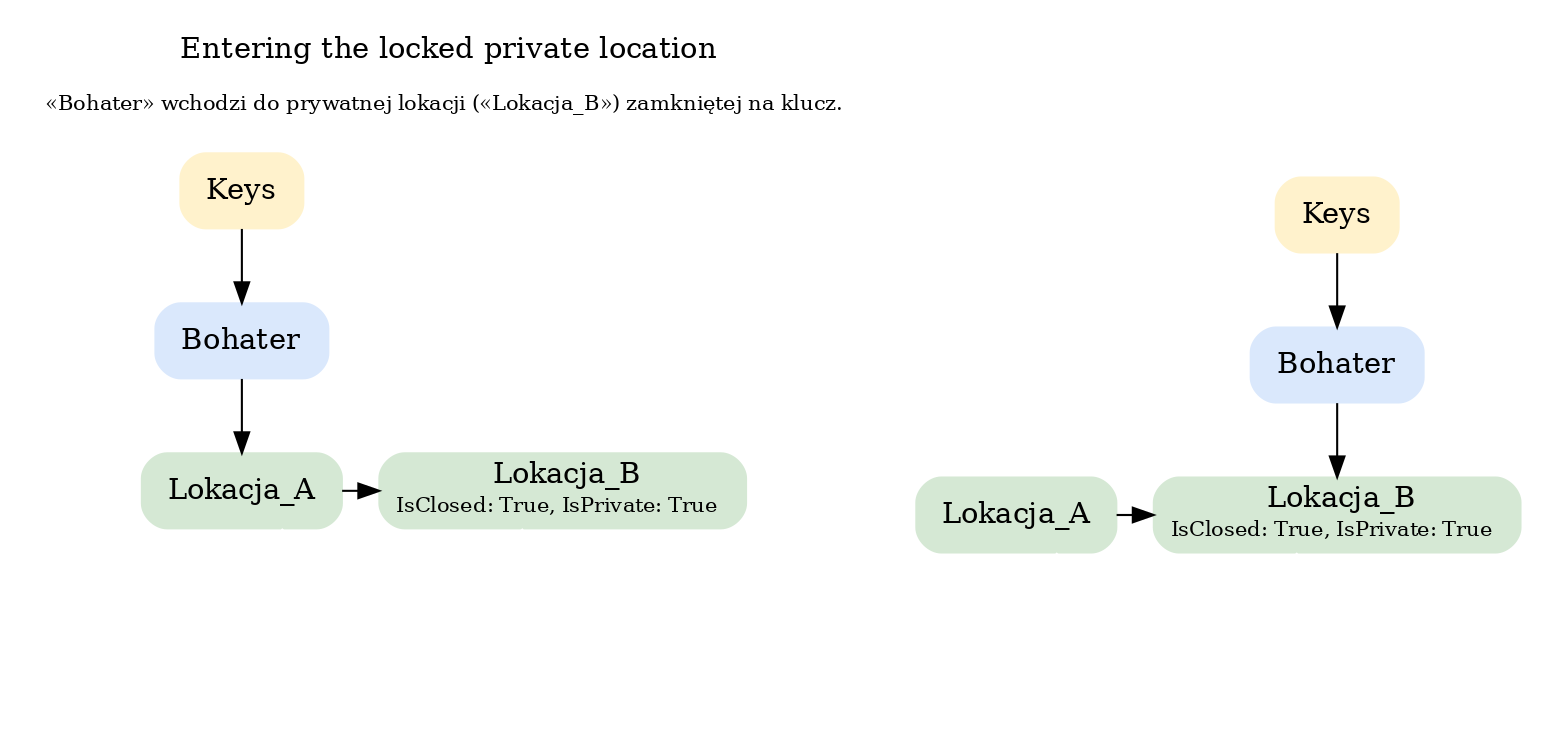 Entering the locked private location
«Bohater» wchodzi do prywatnej lokacji («Lokacja_B») zamkniętej na klucz.
Keys
Bohater
Lokacja_A
Lokacja_B
IsClosed: True, IsPrivate: True
Keys
Bohater
Lokacja_A
Lokacja_B
IsClosed: True, IsPrivate: True